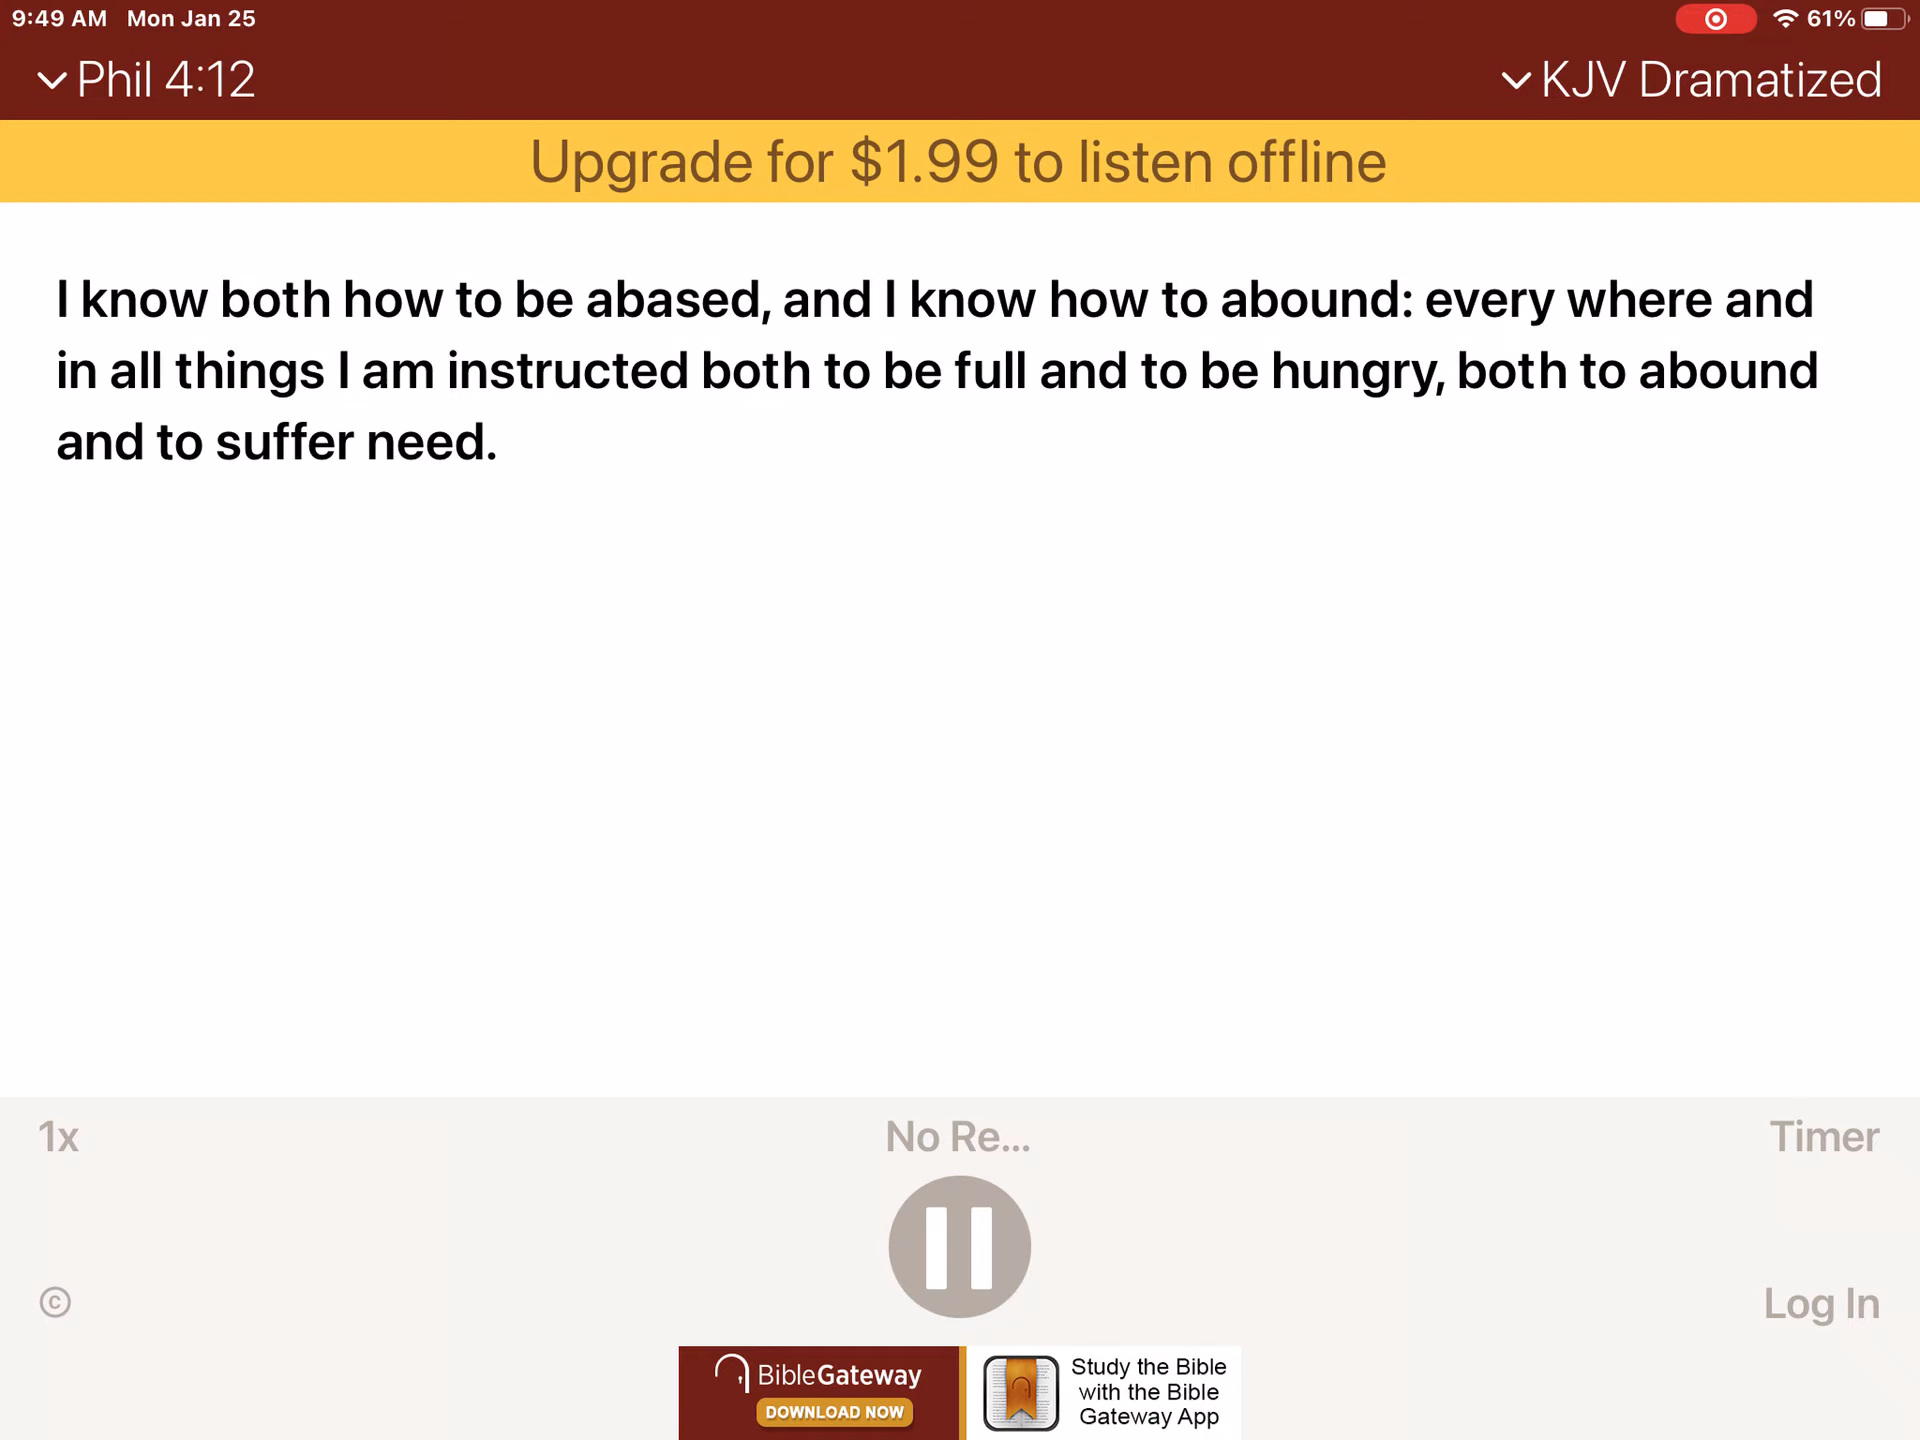 9:49 AM Mon Jan 25
61%
Phil 4:12
KJV Dramatized
Upgrade for $1.99 to listen offline
I know both how to be abased, and I know how to abound: every where and
in all things I am instructed both to be full and to be hungry, both to abound
and to suffer need.
1x
No Re...
Timer
©
Log In
BibleGateway
DOWNLOAD NOW
Study the Bible
with the Bible
Gateway App